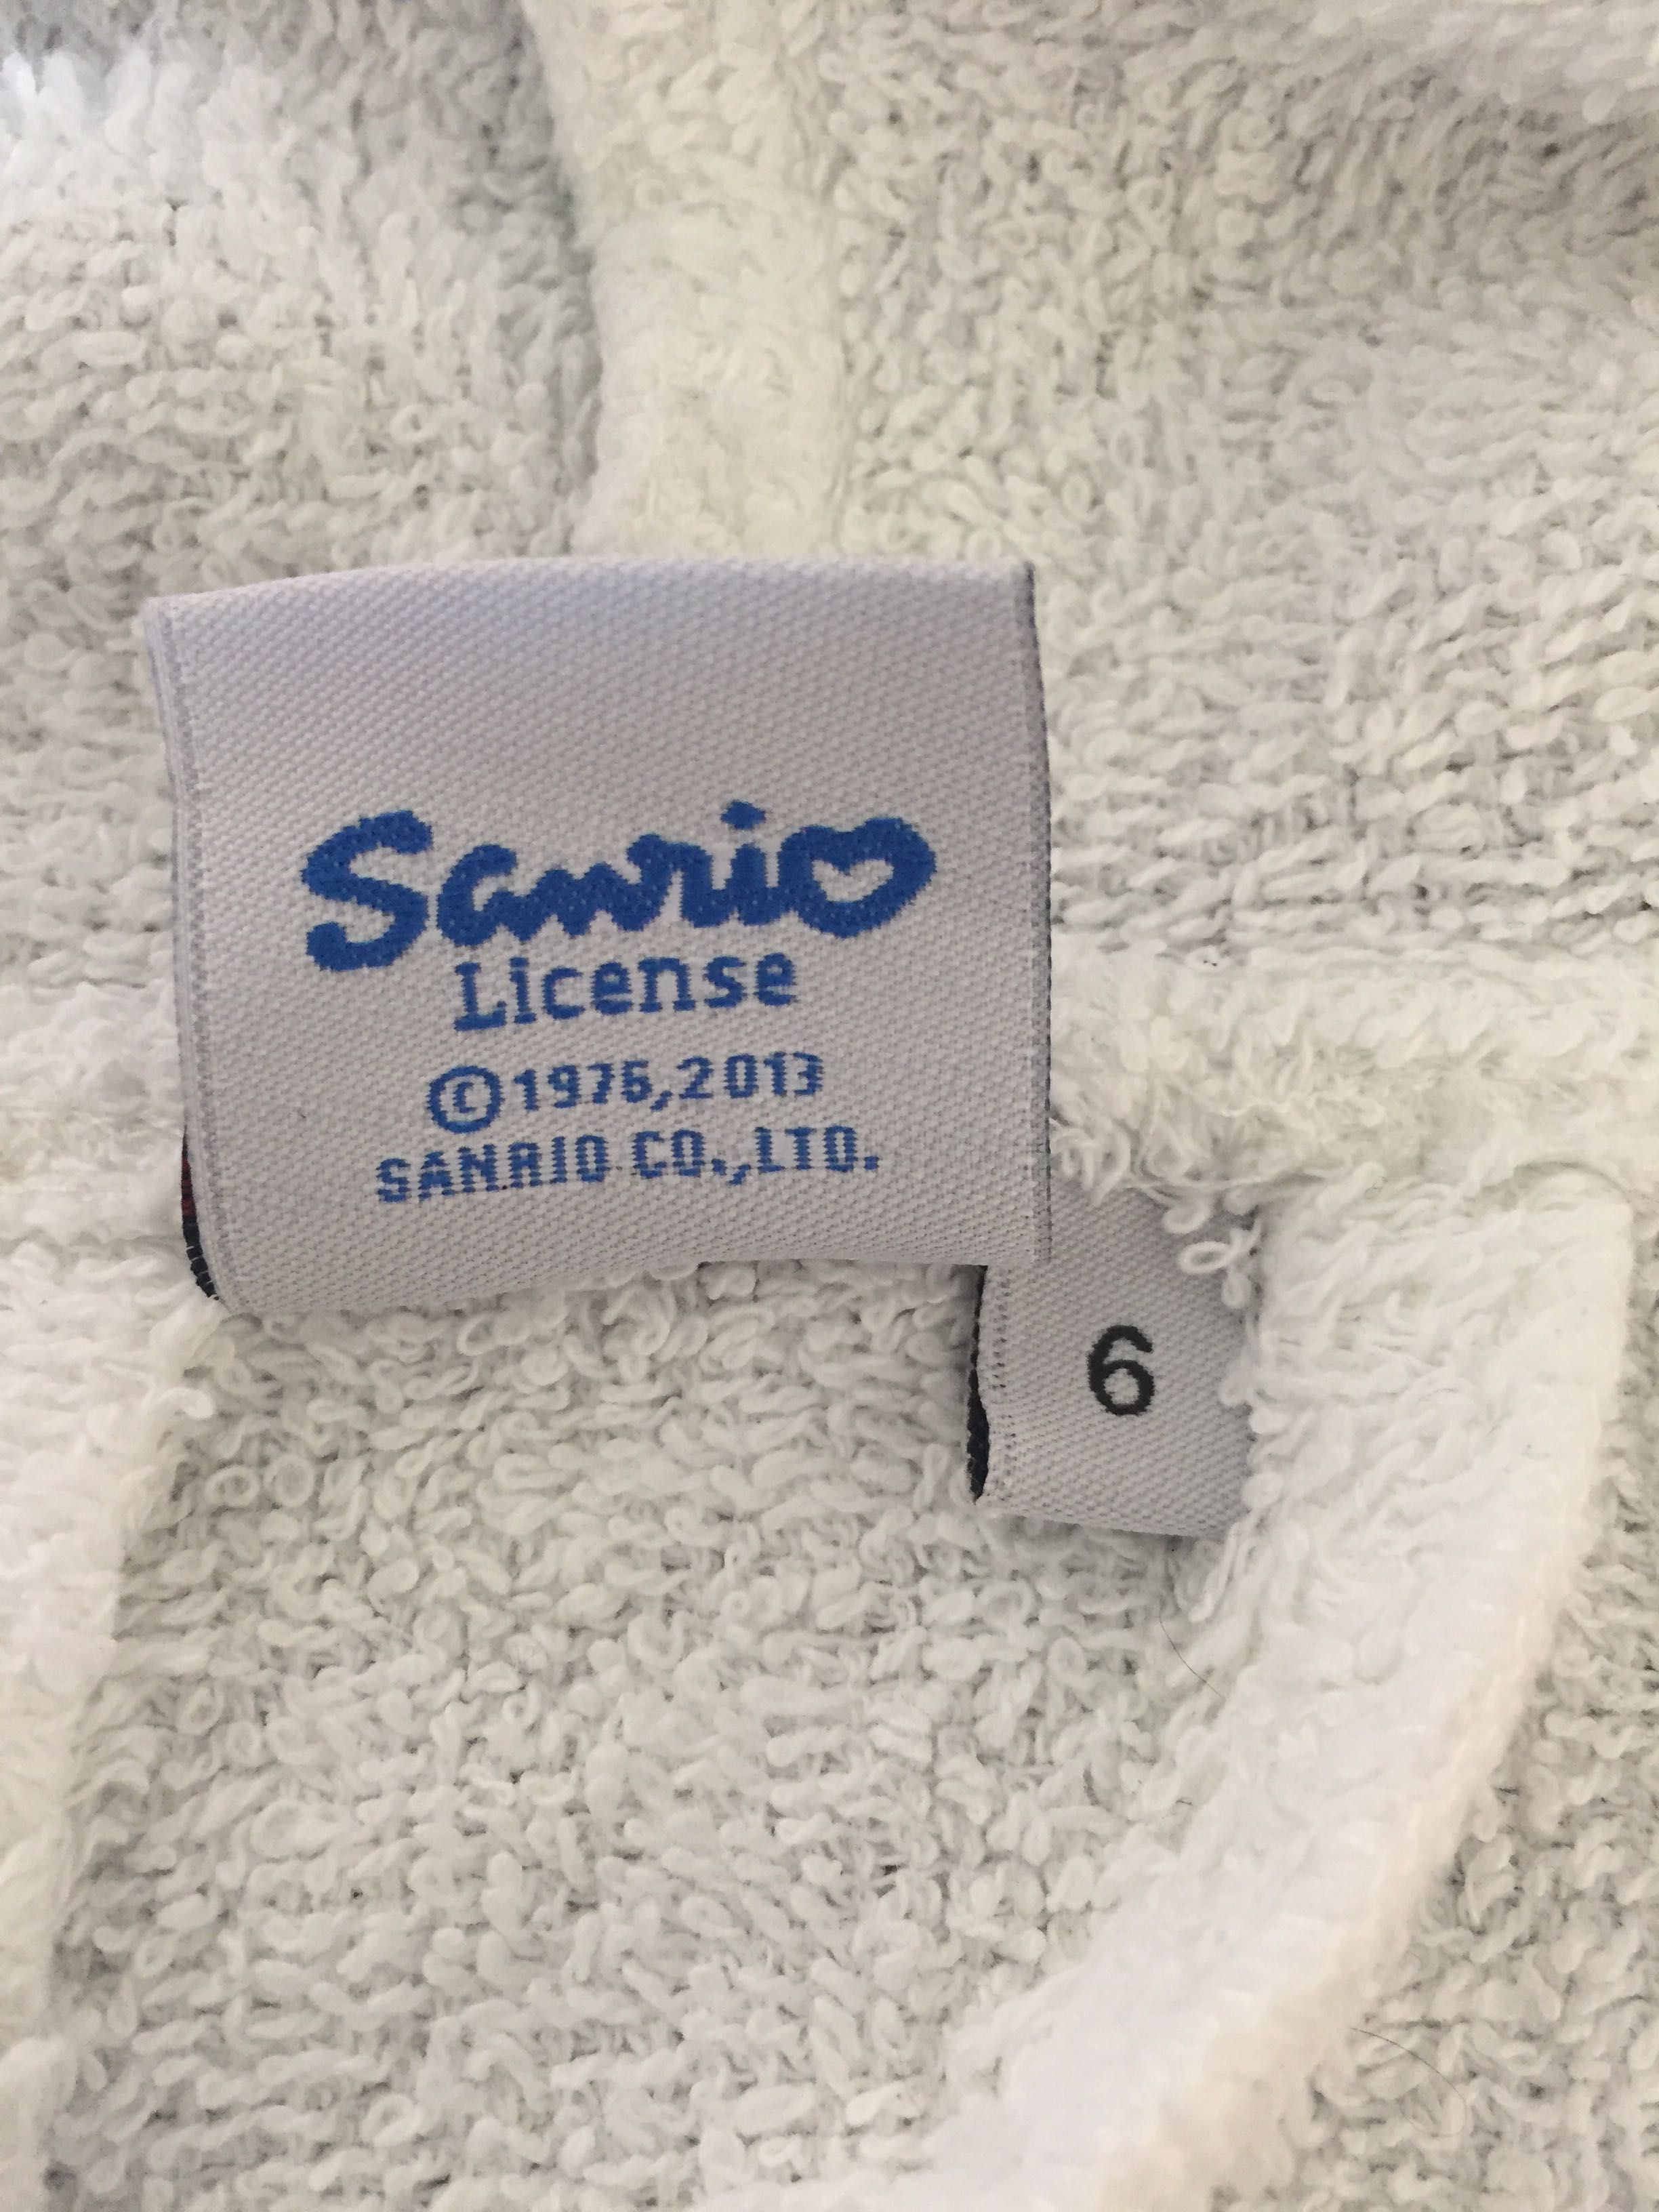 Sanrio
License
©1976,2013
SANRIO CO.,LTD.
6